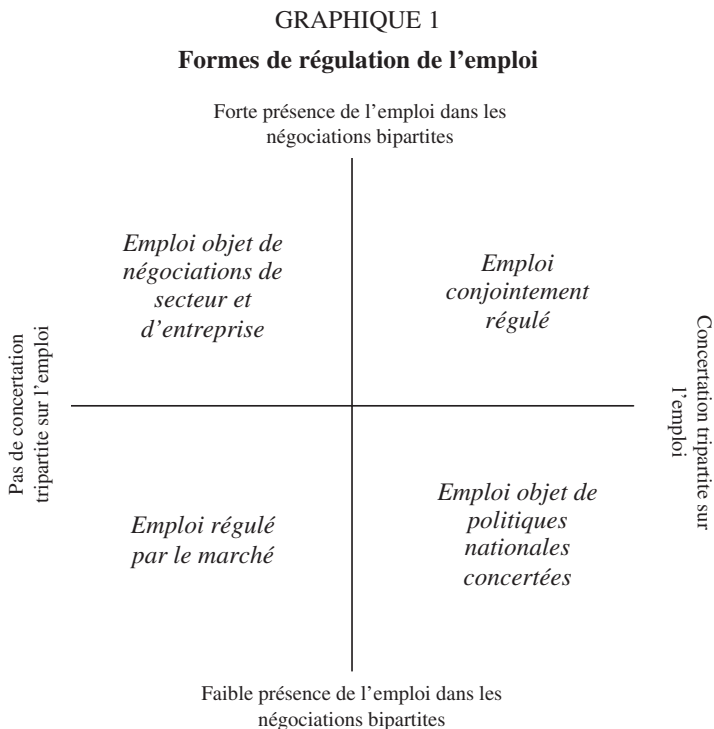 GRAPHIQUE 1
Formes de régulation de l’emploi
Forte présence de l’emploi dans les
négociations bipartites
Emploi objet de
négociations de
secteur et
d’entreprise
Emploi
conjointement
régulé
Pas de concertation
tripartite sur l’emploi
Concertation tripartite sur
l’emploi
Emploi régulé
par le marché
Emploi objet de
politiques
nationales
concertées
Faible présence de l’emploi dans les
négociations bipartites